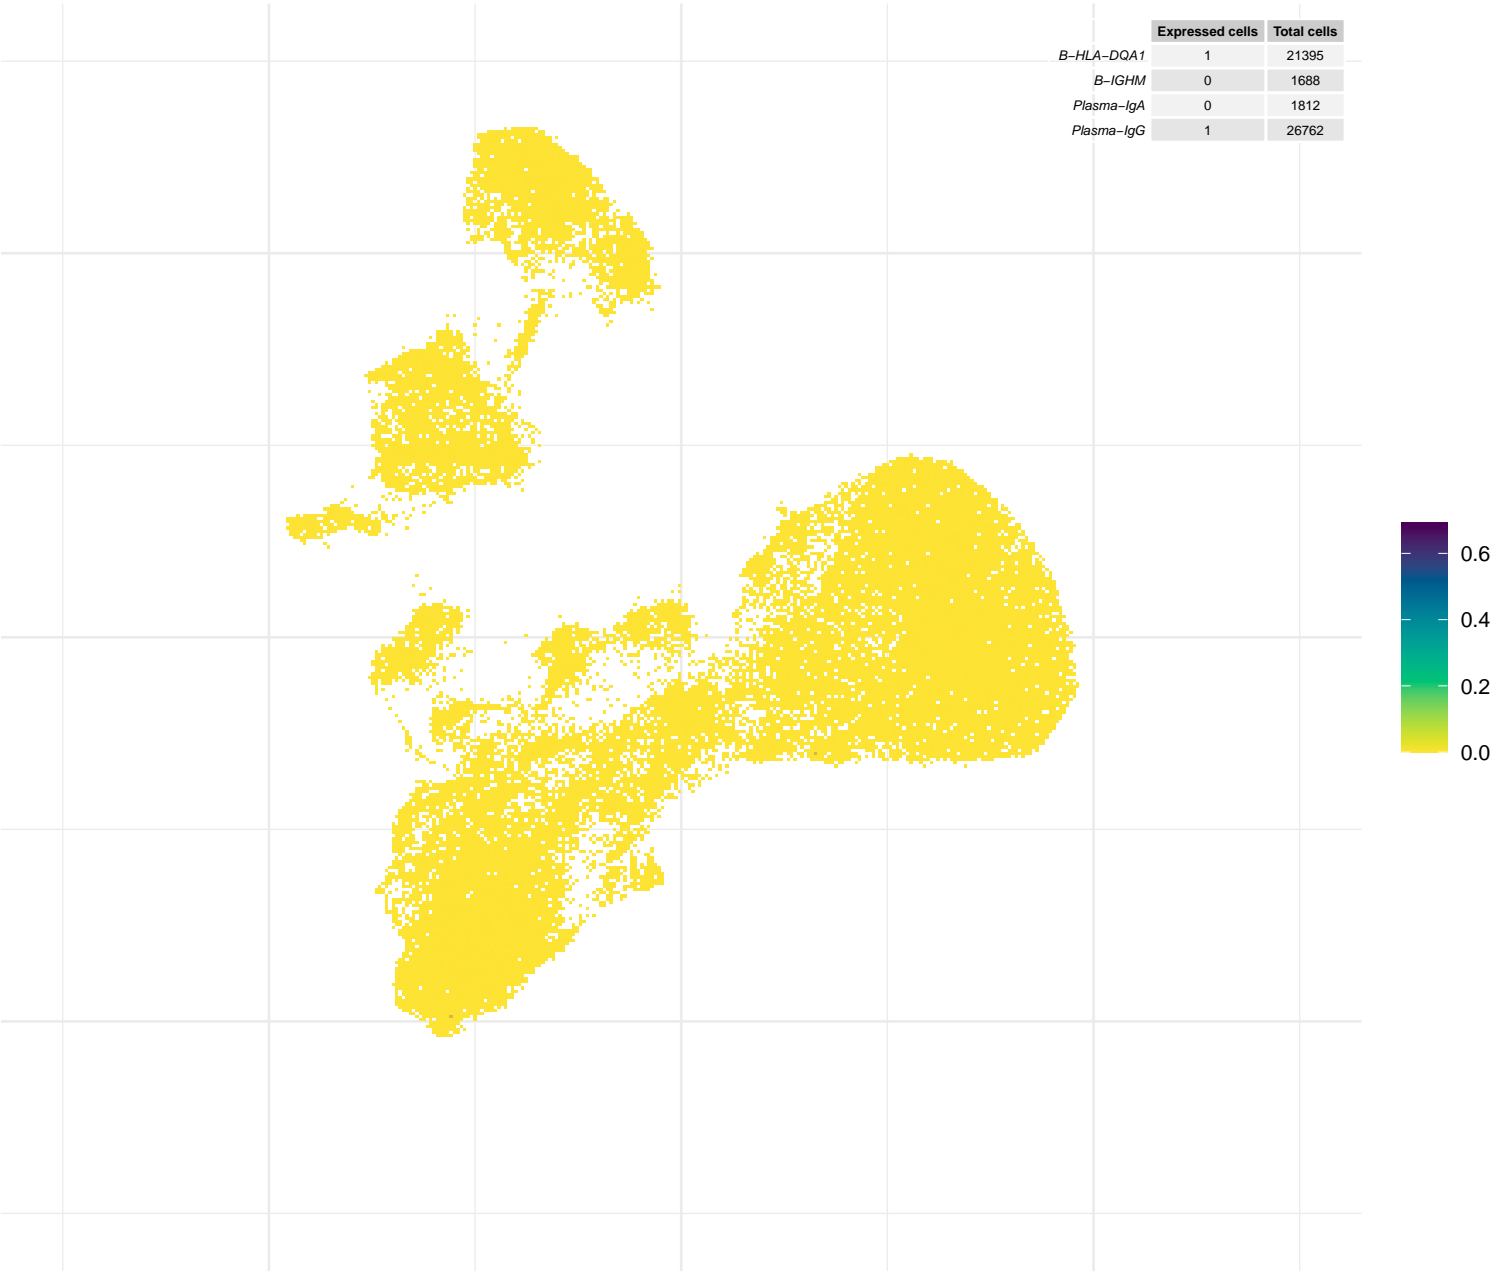 Expressed cells Total cells
B−HLA−DQA1 1 21395
B−IGHM 0 1688
Plasma−IgA 0 1812
Plasma−IgG 1 26762
0.6
0.4
0.2
0.0